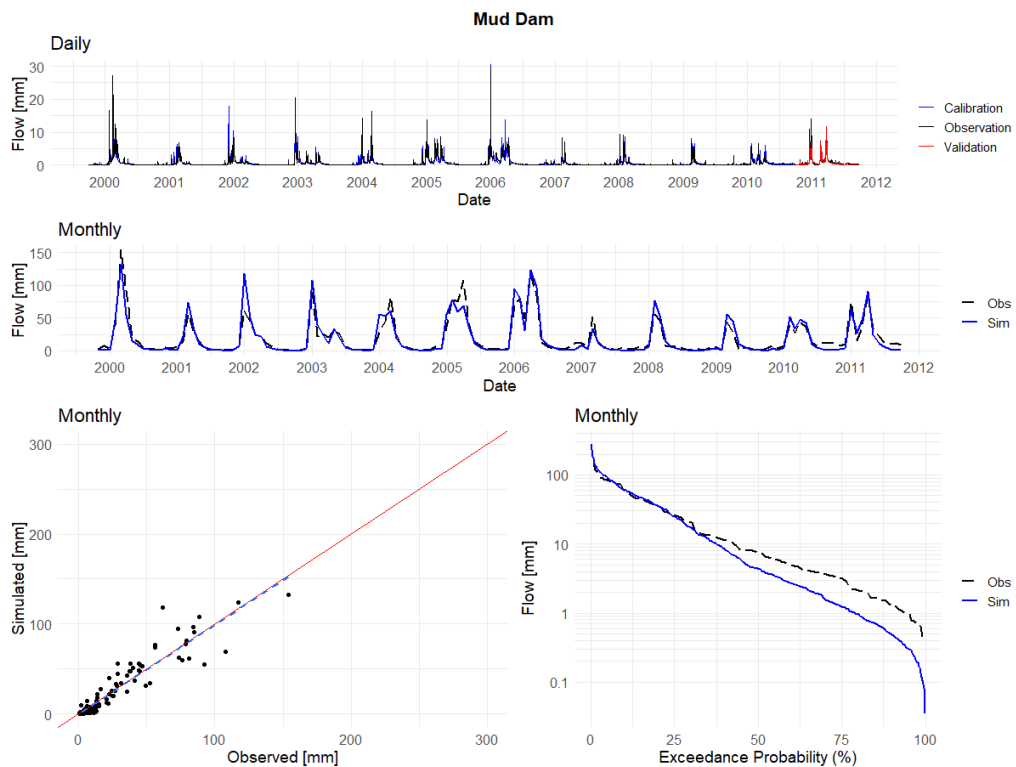 Mud Dam
Daily
Flow [mm]
30
20
10
0
2000 2001 2002 2003 2004 2005 2006 2007 2008 2009 2010 2011 2012
Date
Calibration
Observation
Validation
Monthly
Flow [mm]
150
100
50
0
2000 2001 2002 2003 2004 2005 2006 2007 2008 2009 2010 2011 2012
Date
Obs
Sim
Monthly
Simulated [mm]
300
200
100
0
0 100 200 300
Observed [mm]
Monthly
Flow [mm]
100
10
1
0.1
0 25 50 75 100
Exceedance Probability (%)
Obs
Sim